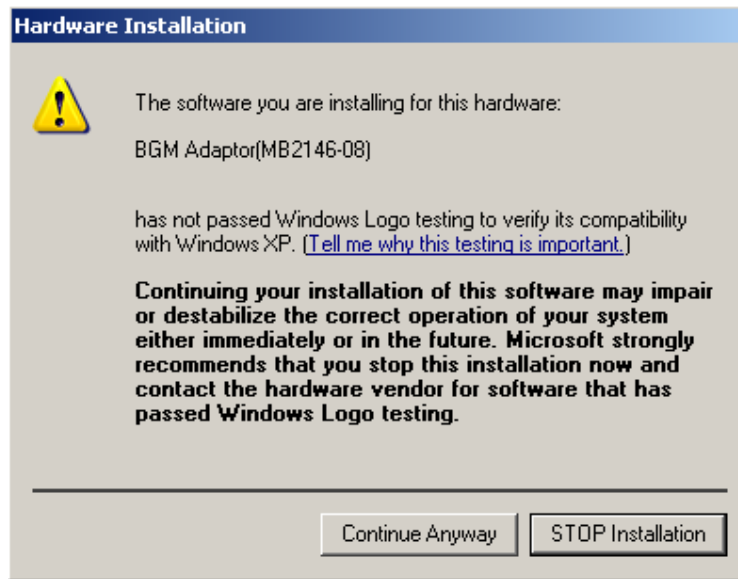 Hardware Installation
The software you are installing for this hardware:
BGM Adaptor(MB2146-08)
has not passed Windows Logo testing to verify its compatibility
with Windows XP. (Tell me why this testing is important.)
Continuing your installation of this software may impair
or destabilize the correct operation of your system
either immediately or in the future. Microsoft strongly
recommends that you stop this installation now and
contact the hardware vendor for software that has
passed Windows Logo testing.
Continue Anyway STOP Installation